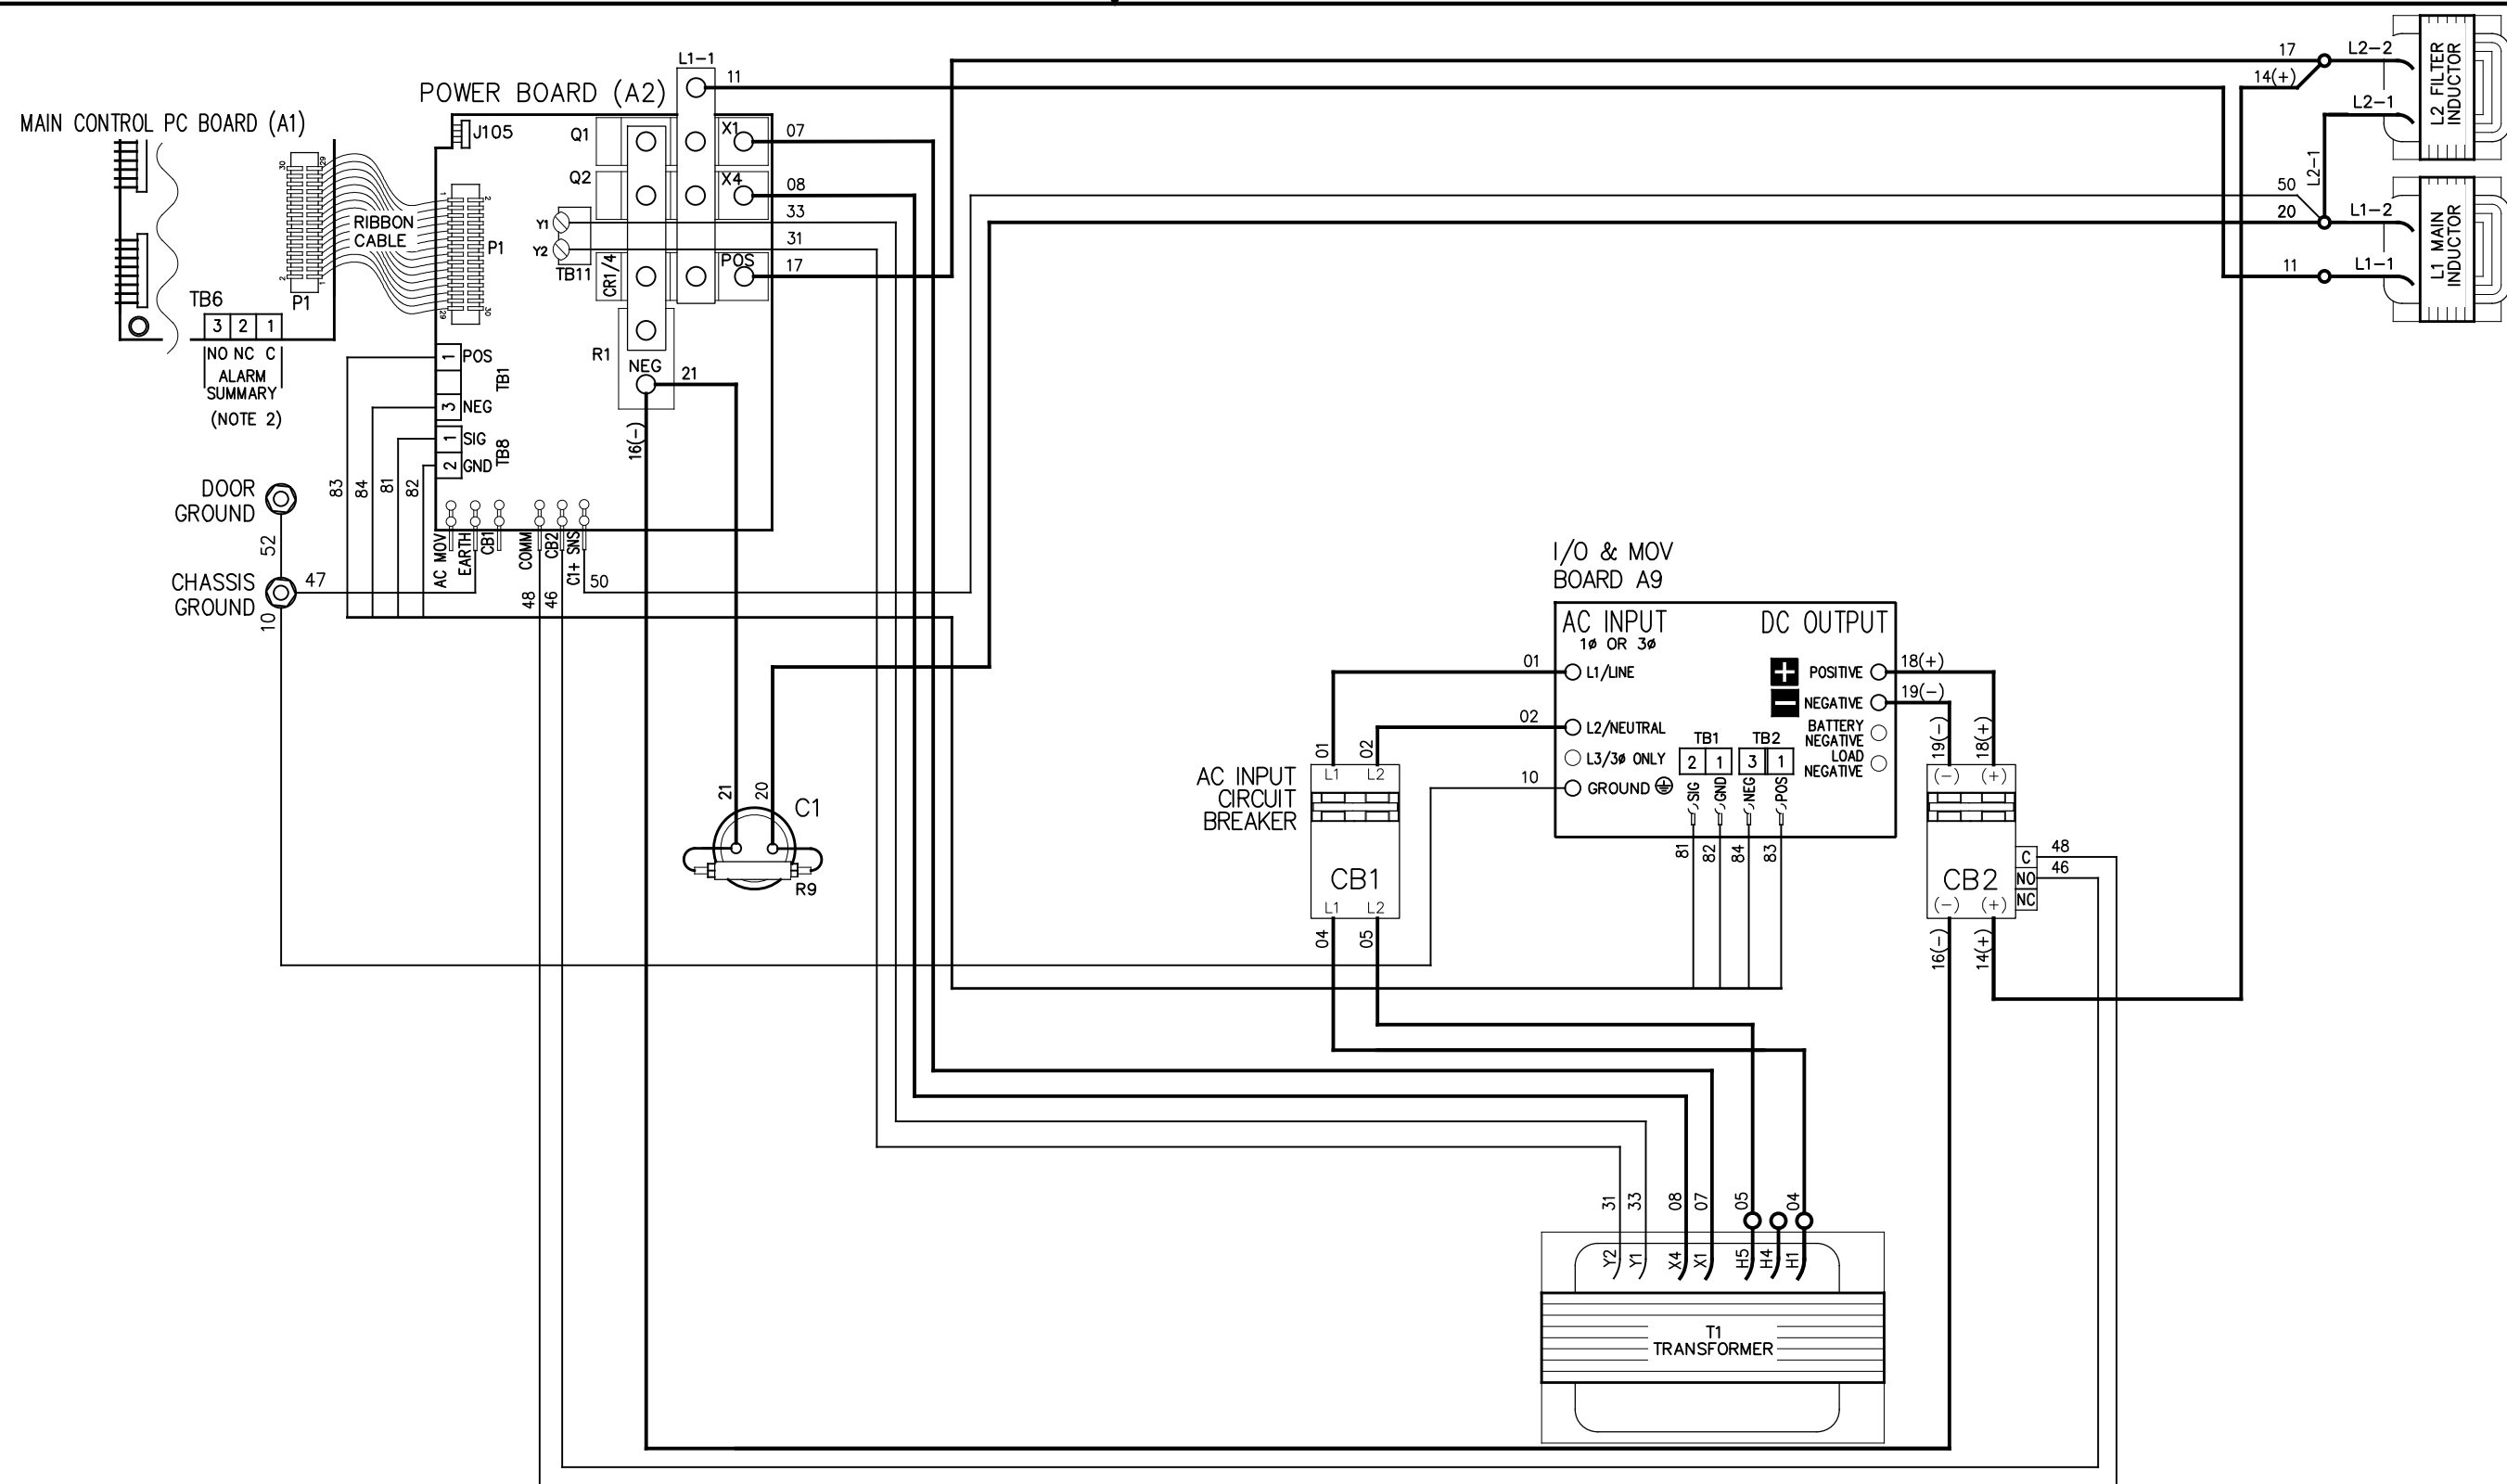 POWER BOARD (A2)
L1-1
11
MAIN CONTROL PC BOARD (A1)
J105
Q1
X1
07
Q2
X4
08
33
31
17
Y1
Y2
TB11
CR1/4
POS
30
29
2
1
RIBBON
CABLE
1
2
29
30
P1
P1
TB6
3 2 1
NO NC C
ALARM
SUMMARY
(NOTE 2)
R1
NEG
21
16(-)
1 POS
TB1
3 NEG
1 SIG
TB8
2 GND
83
84
81
82
DOOR
GROUND
52
CHASSIS
GROUND
47
10
AC MOV
EARTH
CB1
COMM
CB2
C1+ SNS
48
46
50
17
14(+)
L2-2
L2-1
L2 FILTER
INDUCTOR
L2-1
50
20
L1-2
11
L1-1
L1 MAIN
INDUCTOR
21
20
C1
R9
I/O & MOV
BOARD A9
AC INPUT
1ø OR 3ø
DC OUTPUT
01
L1/LINE
02
L2/NEUTRAL
L3/3ø ONLY
10
GROUND
+ POSITIVE
18(+)
− NEGATIVE
19(-)
BATTERY
NEGATIVE
LOAD
NEGATIVE
TB1
2 1
TB2
3 1
SIG
GND
NEG
POS
81
82
84
83
01
02
AC INPUT
CIRCUIT
BREAKER
L1 L2
CB1
L1 L2
04
05
19(-)
18(+)
(-) (+)
CB2
(-) (+)
C
NO
NC
48
46
16(-)
14(+)
31
33
08
07
05
04
Y2
Y1
X4
X1
H5
H4
H1
T1
TRANSFORMER